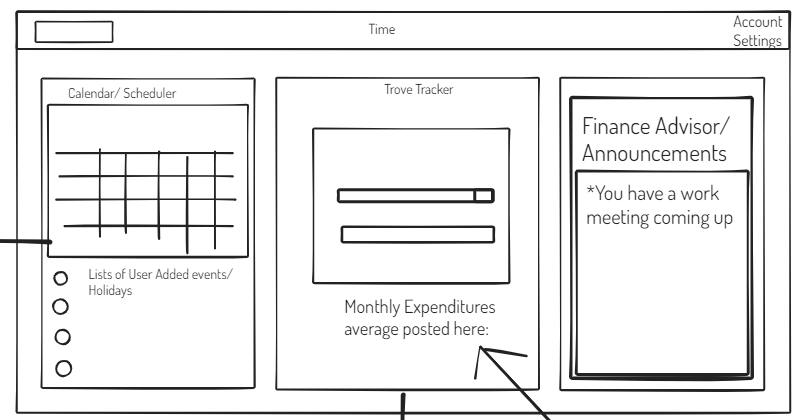 Time
Account
Settings
Calendar/ Scheduler
Lists of User Added events/
Holidays
Trove Tracker
Monthly Expenditures
average posted here:
Finance Advisor/
Announcements
*You have a work
meeting coming up